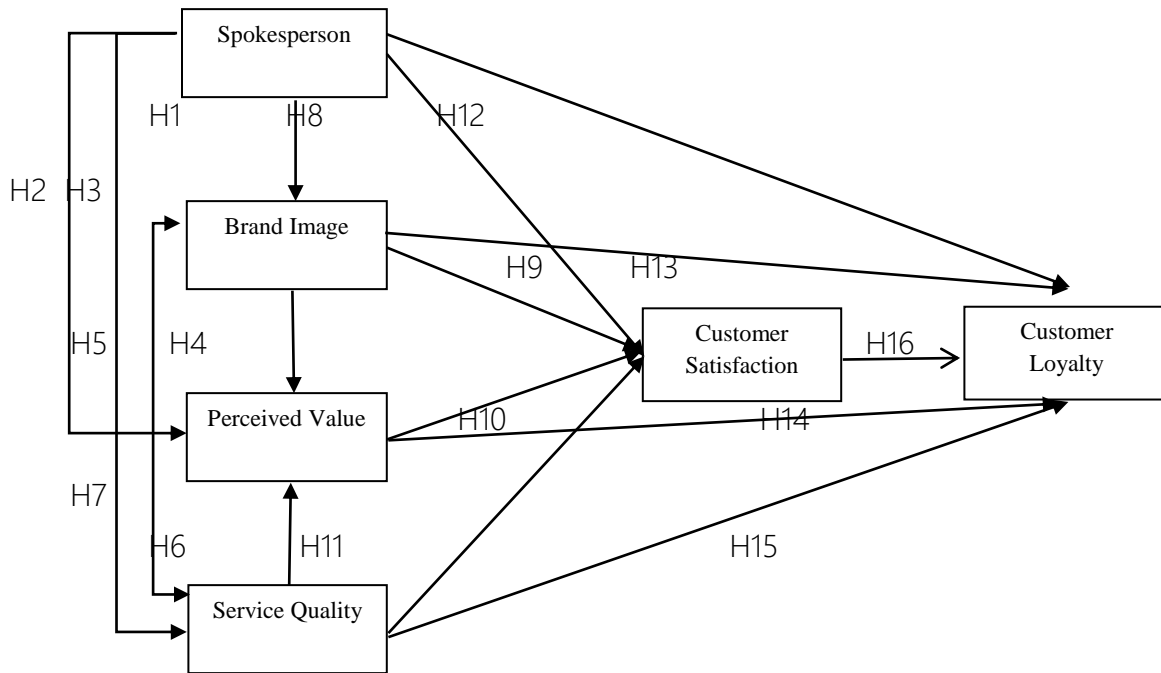 Spokesperson
H1
H8
H12
H2
H3
Brand Image
H9
H13
H5
H4
Customer
Satisfaction
H16
Customer
Loyalty
Perceived Value
H10
H14
H7
H6
H11
H15
Service Quality